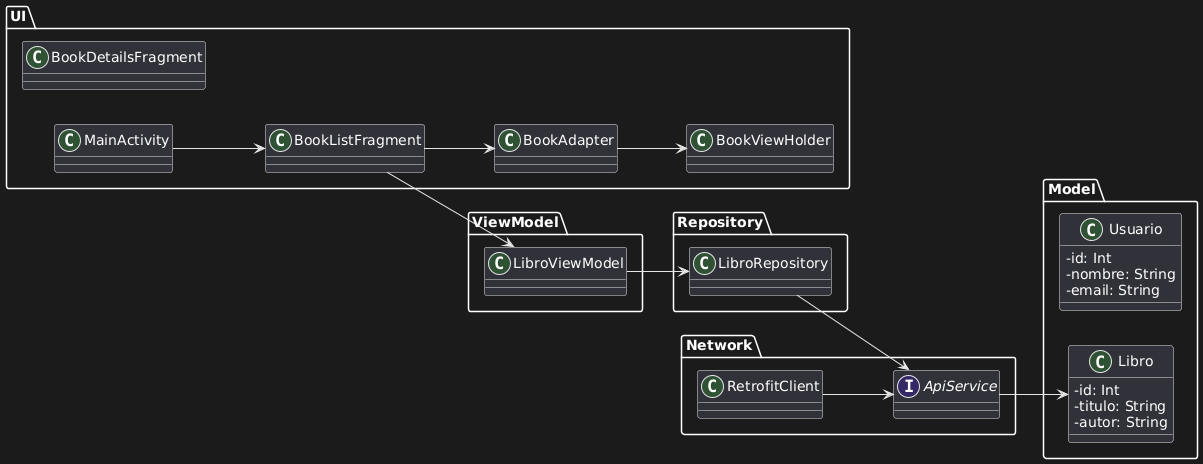 UI
C BookDetailsFragment
C MainActivity
C BookListFragment
C BookAdapter
C BookViewHolder
ViewModel
C LibroViewModel
Repository
C LibroRepository
Network
C RetrofitClient
I ApiService
Model
C Usuario
-id: Int
-nombre: String
-email: String
C Libro
-id: Int
-titulo: String
-autor: String